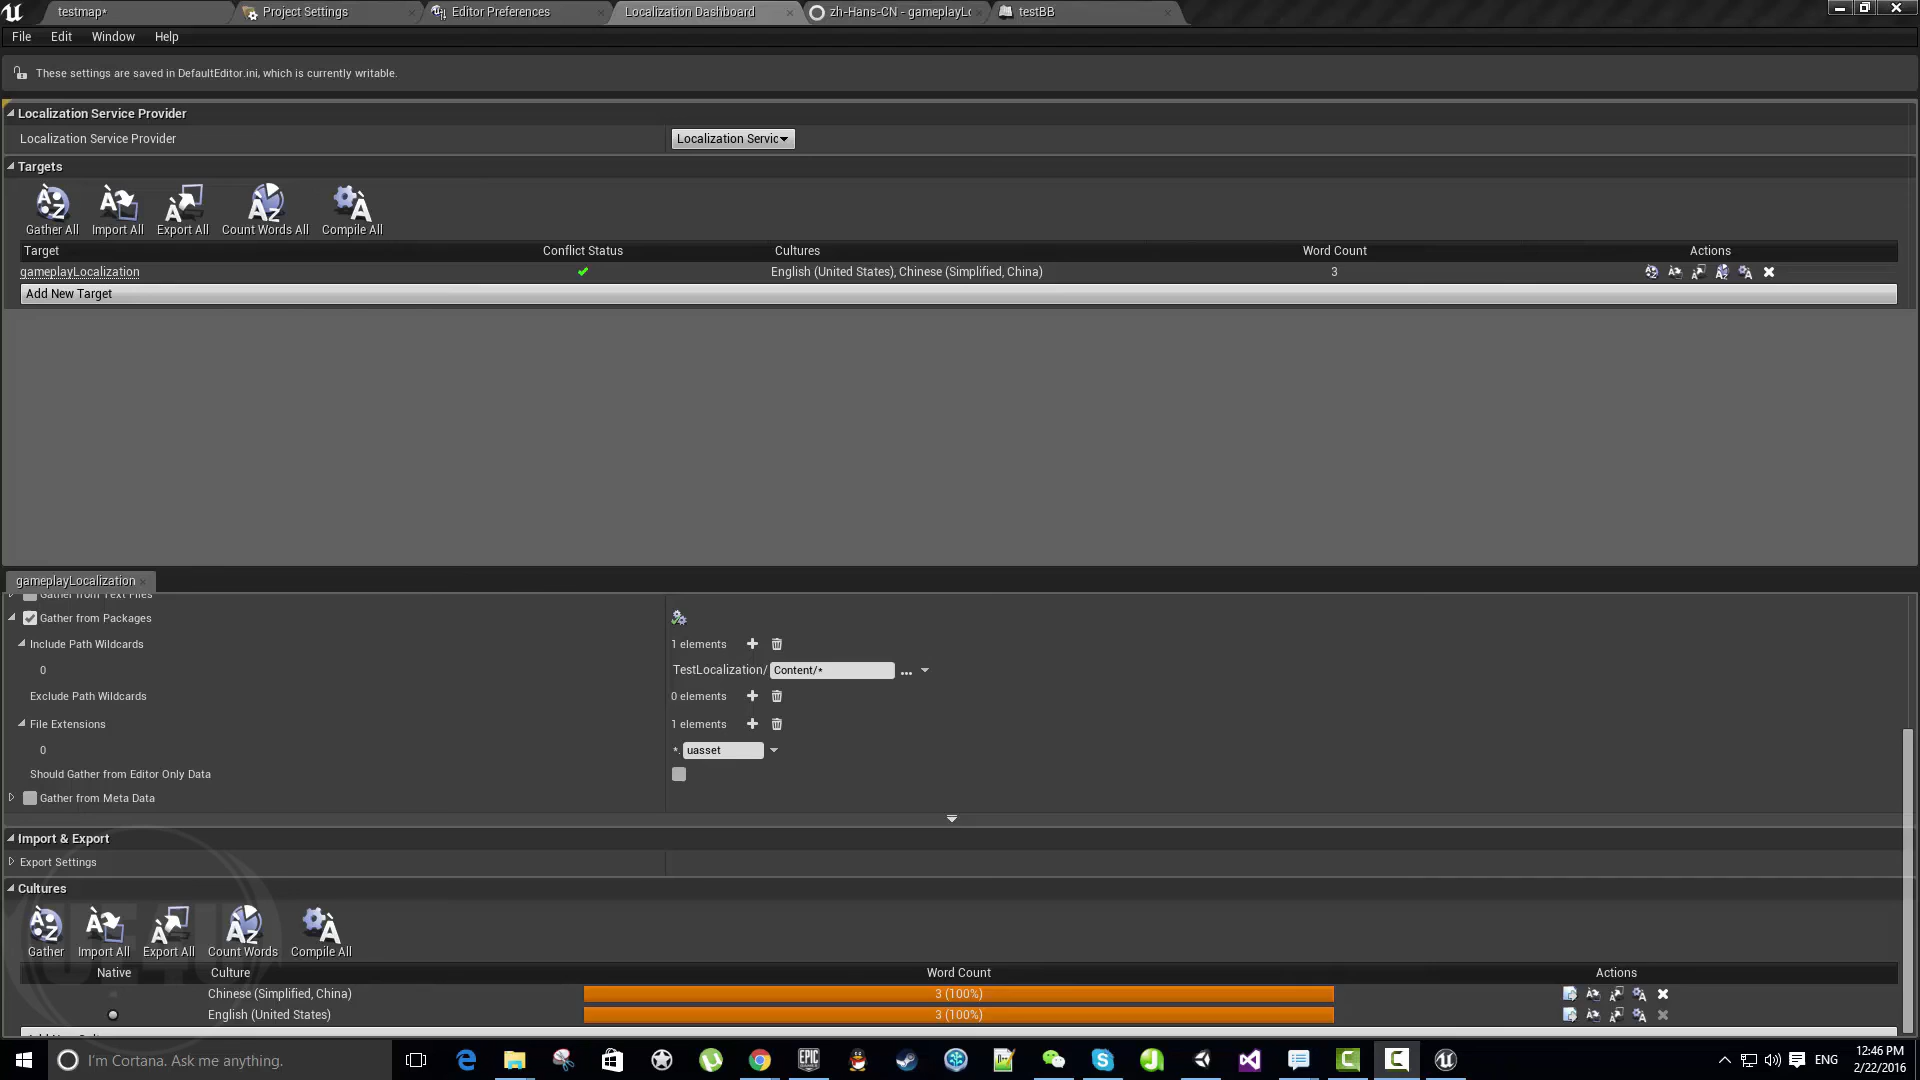 testmap*
Project Settings
Editor Preferences
Localization Dashboard
zh-Hans-CN - gameplayLo
testBB
File
Edit
Window
Help
These settings are saved in DefaultEditor.ini, which is currently writable.
Localization Service Provider
Localization Service Provider
Localization Servic
Targets
Gather All
Import All
Export All
Count Words All
Compile All
Target
Conflict Status
Cultures
Word Count
Actions
gameplayLocalization
English (United States), Chinese (Simplified, China)
3
Add New Target
gameplayLocalization
Gather from Text Files
Gather from Packages
Include Path Wildcards
1 elements
0
TestLocalization/
Content/*
...
Exclude Path Wildcards
0 elements
File Extensions
1 elements
0
*.
uasset
Should Gather from Editor Only Data
Gather from Meta Data
Import & Export
Export Settings
Cultures
Gather
Import All
Export All
Count Words
Compile All
Native
Culture
Word Count
Actions
Chinese (Simplified, China)
3 (100%)
English (United States)
3 (100%)
I'm Cortana. Ask me anything.
EPIC
GAMES
ENG
12:46 PM
2/22/2016